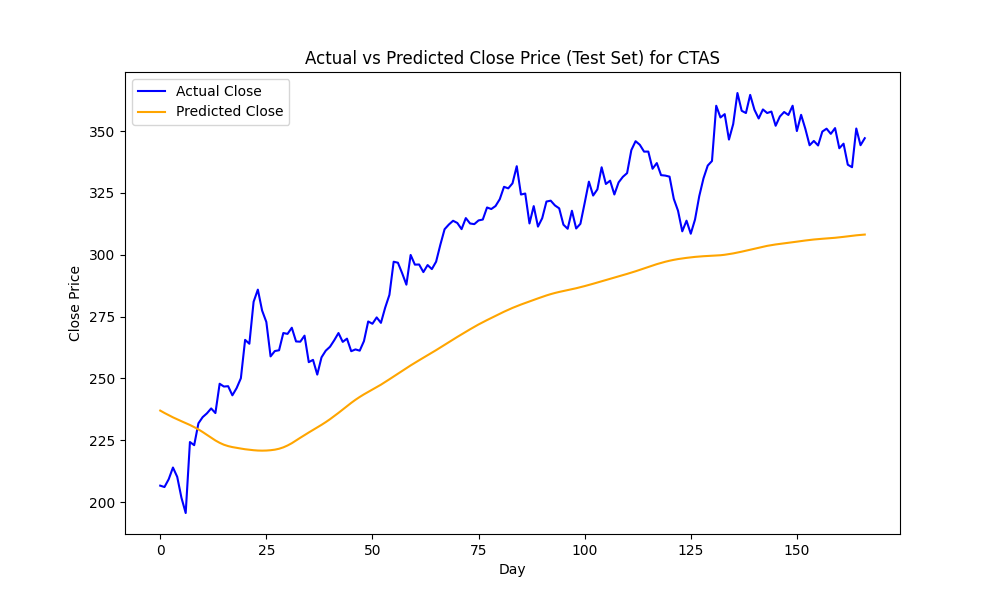 Actual vs Predicted Close Price (Test Set) for CTAS
Actual Close
Predicted Close
Close Price
350
325
300
275
250
225
200
0 25 50 75 100 125 150
Day